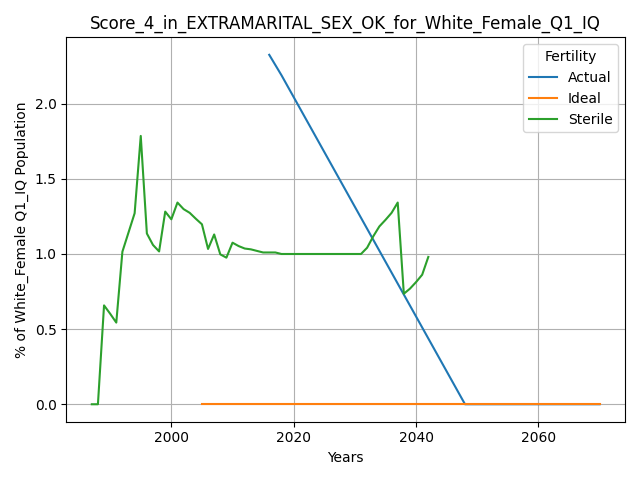 Score_4_in_EXTRAMARITAL_SEX_OK_for_White_Female_Q1_IQ
Fertility
Actual
Ideal
Sterile
% of White_Female Q1_IQ Population
2.0
1.5
1.0
0.5
0.0
2000 2020 2040 2060
Years